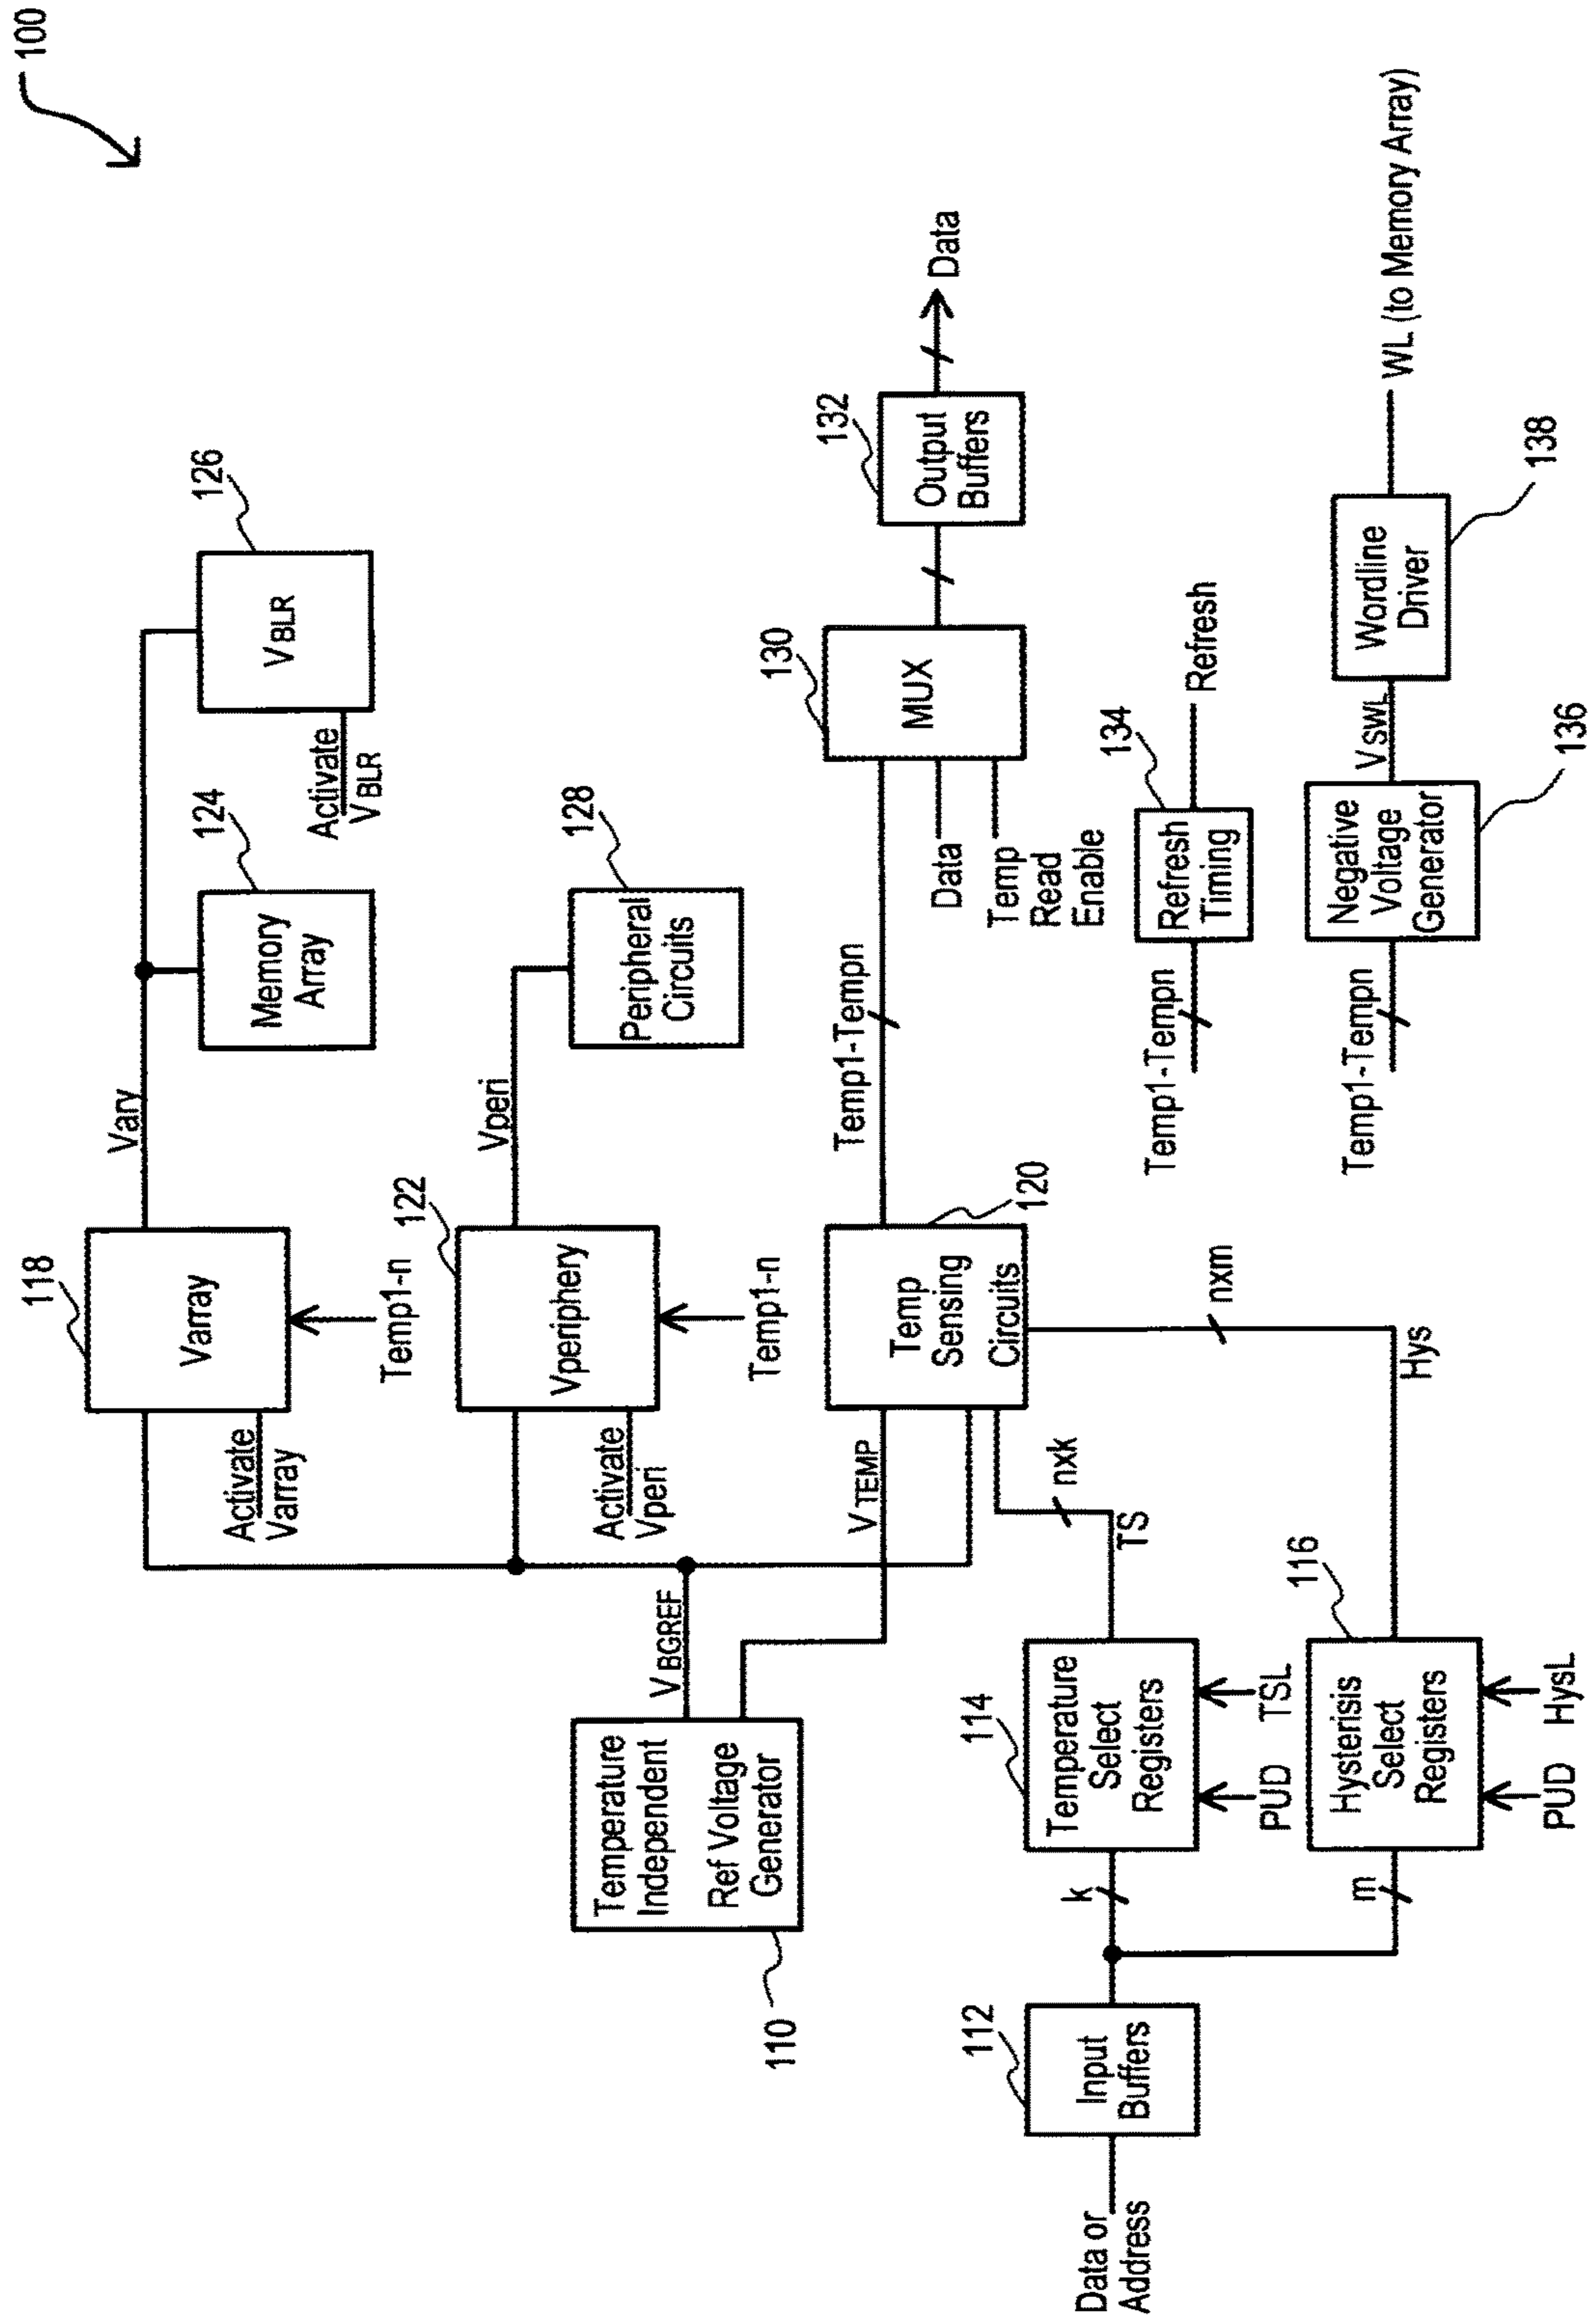 100
118
Varray
Activate
Varray
Temp1-n
Vary
124
Memory
Array
126
VBLR
Activate
VBLR
122
Vperiphery
Activate
Vperi
Temp1-n
Vperi
128
Peripheral
Circuits
110
Temperature
Independent
Ref Voltage
Generator
VBGREF
VTEMP
120
Temp
Sensing
Circuits
Temp1-Tempn
130
MUX
Data
Temp
Read
Enable
132
Output
Buffers
Data
Data or
Address
112
Input
Buffers
k
m
114
Temperature
Select
Registers
PUD
TSL
TS
nxk
116
Hysterisis
Select
Registers
PUD
HysL
Hys
nxm
Temp1-Tempn
134
Refresh
Timing
Refresh
Temp1-Tempn
136
Negative
Voltage
Generator
VSWL
138
Wordline
Driver
WL (to Memory Array)